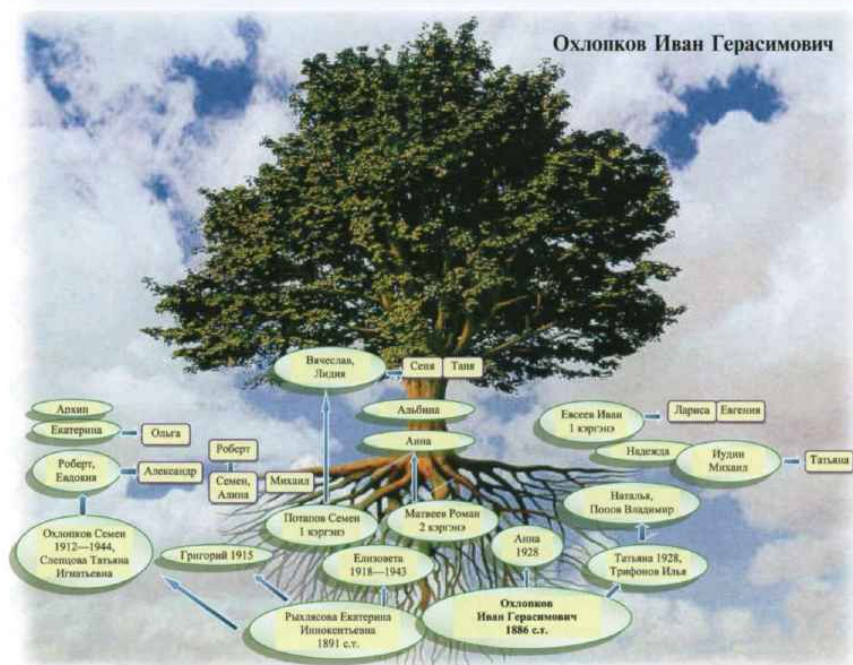 Охлопков Иван Герасимович
Вячеслав,
Лидия
Сеня
Таня
Архип
Альбина
Евсеев Иван
1 кэргэнэ
Лариса
Евгения
Екатерина
Ольга
Анна
Роберт
Надежда
Иудин
Михаил
Татьяна
Роберт,
Евдокия
Александр
Семен,
Алина
Михаил
Наталья,
Попов Владимир
Потапов Семен
1 кэргэнэ
Матвеев Роман
2 кэргэнэ
Охлопков Семен
1912—1944,
Слепцова Татьяна
Игнатьевна
Григорий 1915
Елизовета
1918—1943
Анна
1928
Татьяна 1928,
Трифонов Илья
Рыхлясова Екатерина
Иннокентьевна
1891 с.т.
Охлопков
Иван Герасимович
1886 с.т.